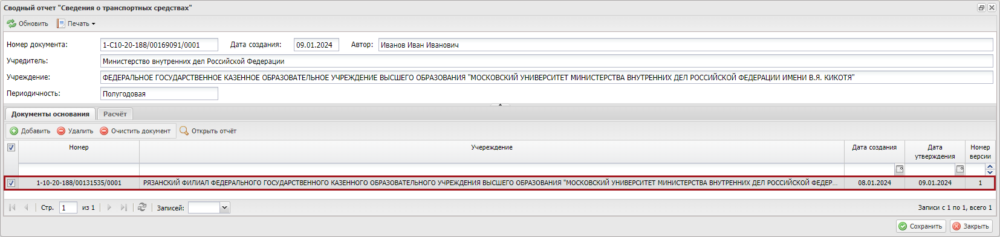 Сводный отчет "Сведения о транспортных средствах"
Обновить Печать
Номер документа: 1-С10-20-188/00169091/0001 Дата создания: 09.01.2024 Автор: Иванов Иван Иванович
Учредитель: Министерство внутренних дел Российской Федерации
Учреждение: ФЕДЕРАЛЬНОЕ ГОСУДАРСТВЕННОЕ КАЗЕННОЕ ОБРАЗОВАТЕЛЬНОЕ УЧРЕЖДЕНИЕ ВЫСШЕГО ОБРАЗОВАНИЯ "МОСКОВСКИЙ УНИВЕРСИТЕТ МИНИСТЕРСТВА ВНУТРЕННИХ ДЕЛ РОССИЙСКОЙ ФЕДЕРАЦИИ ИМЕНИ В.Я. КИКОТЯ"
Периодичность: Полугодовая
Документы основания Расчёт
Добавить Удалить Очистить документ Открыть отчёт
Номер Учереждение Дата создания Дата утверждения Номер версии
1-10-20-188/00131535/0001 РЯЗАНСКИЙ ФИЛИАЛ ФЕДЕРАЛЬНОГО ГОСУДАРСТВЕННОГО КАЗЕННОГО ОБРАЗОВАТЕЛЬНОГО УЧРЕЖДЕНИЯ ВЫСШЕГО ОБРАЗОВАНИЯ "МОСКОВСКИЙ УНИВЕРСИТЕТ МИНИСТЕРСТВА ВНУТРЕННИХ ДЕЛ РОССИЙСКОЙ ФЕДЕР... 08.01.2024 09.01.2024 1
Стр. 1 из 1 Записей: Записи с 1 по 1, всего 1
Сохранить Закрыть